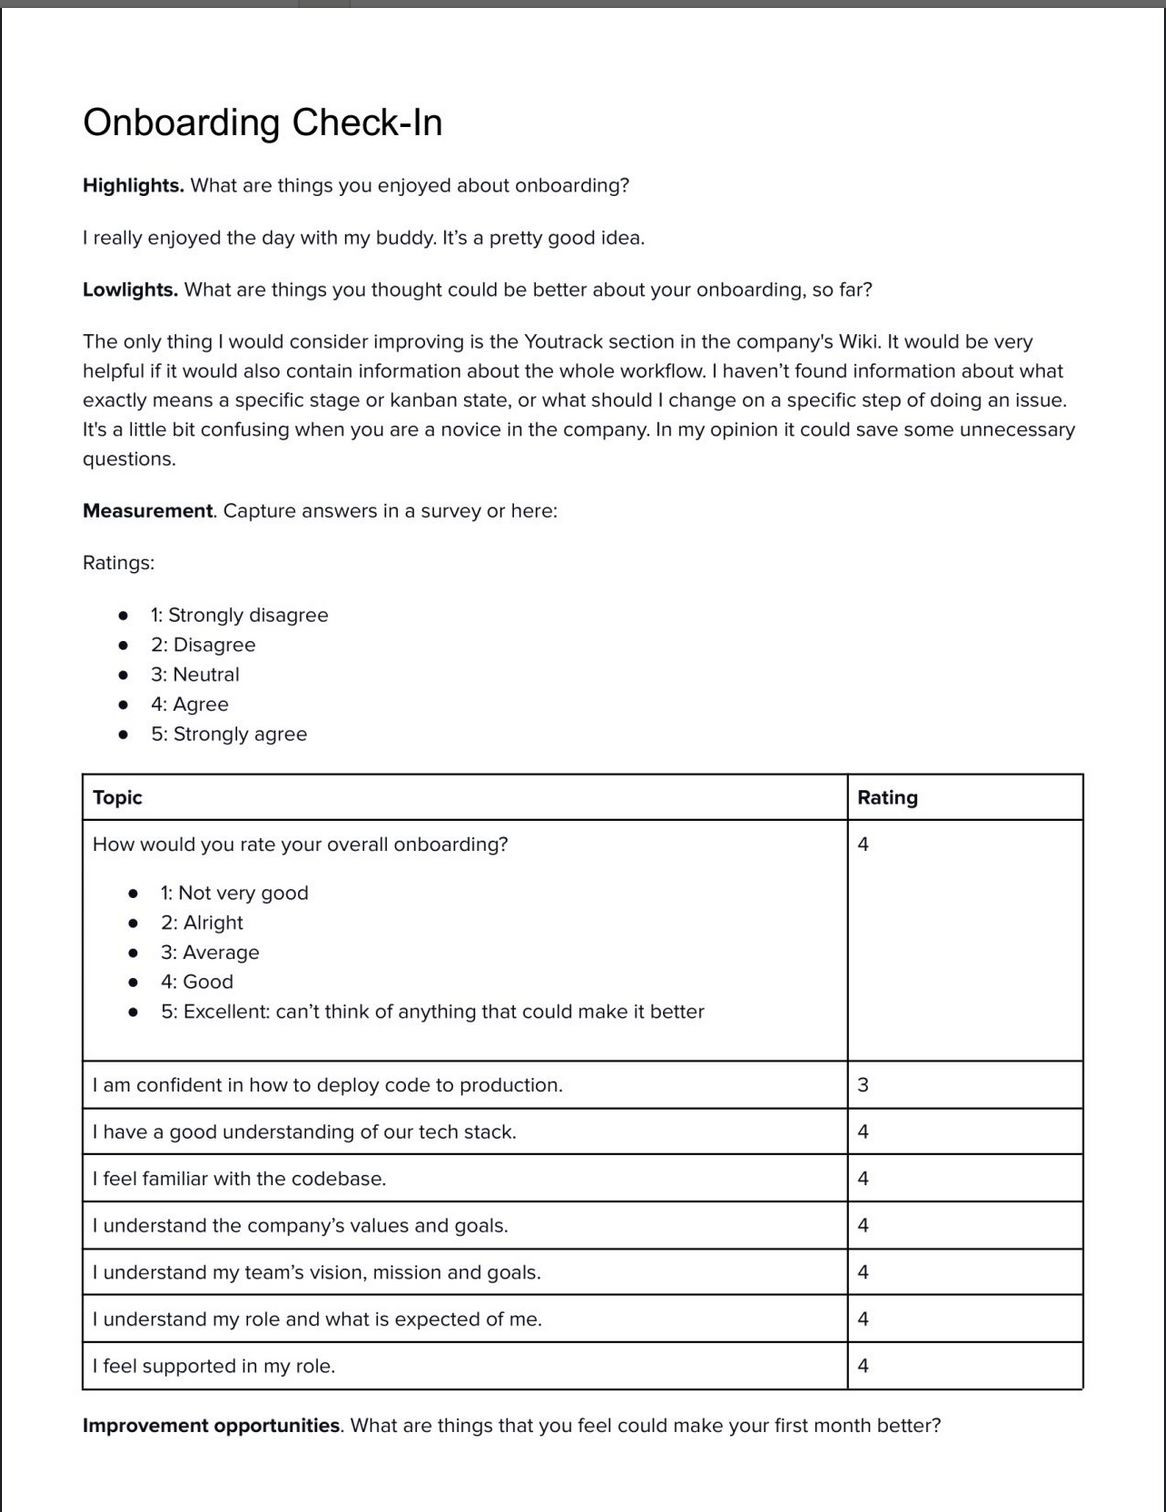 Onboarding Check-In
Highlights. What are things you enjoyed about onboarding?
I really enjoyed the day with my buddy. It’s a pretty good idea.
Lowlights. What are things you thought could be better about your onboarding, so far?
The only thing I would consider improving is the Youtrack section in the company's Wiki. It would be very
helpful if it would also contain information about the whole workflow. I haven’t found information about what
exactly means a specific stage or kanban state, or what should I change on a specific step of doing an issue.
It's a little bit confusing when you are a novice in the company. In my opinion it could save some unnecessary
questions.
Measurement. Capture answers in a survey or here:
Ratings:
● 1: Strongly disagree
● 2: Disagree
● 3: Neutral
● 4: Agree
● 5: Strongly agree
Topic Rating
How would you rate your overall onboarding? 4
● 1: Not very good
● 2: Alright
● 3: Average
● 4: Good
● 5: Excellent: can’t think of anything that could make it better
I am confident in how to deploy code to production. 3
I have a good understanding of our tech stack. 4
I feel familiar with the codebase. 4
I understand the company’s values and goals. 4
I understand my team’s vision, mission and goals. 4
I understand my role and what is expected of me. 4
I feel supported in my role. 4
Improvement opportunities. What are things that you feel could make your first month better?